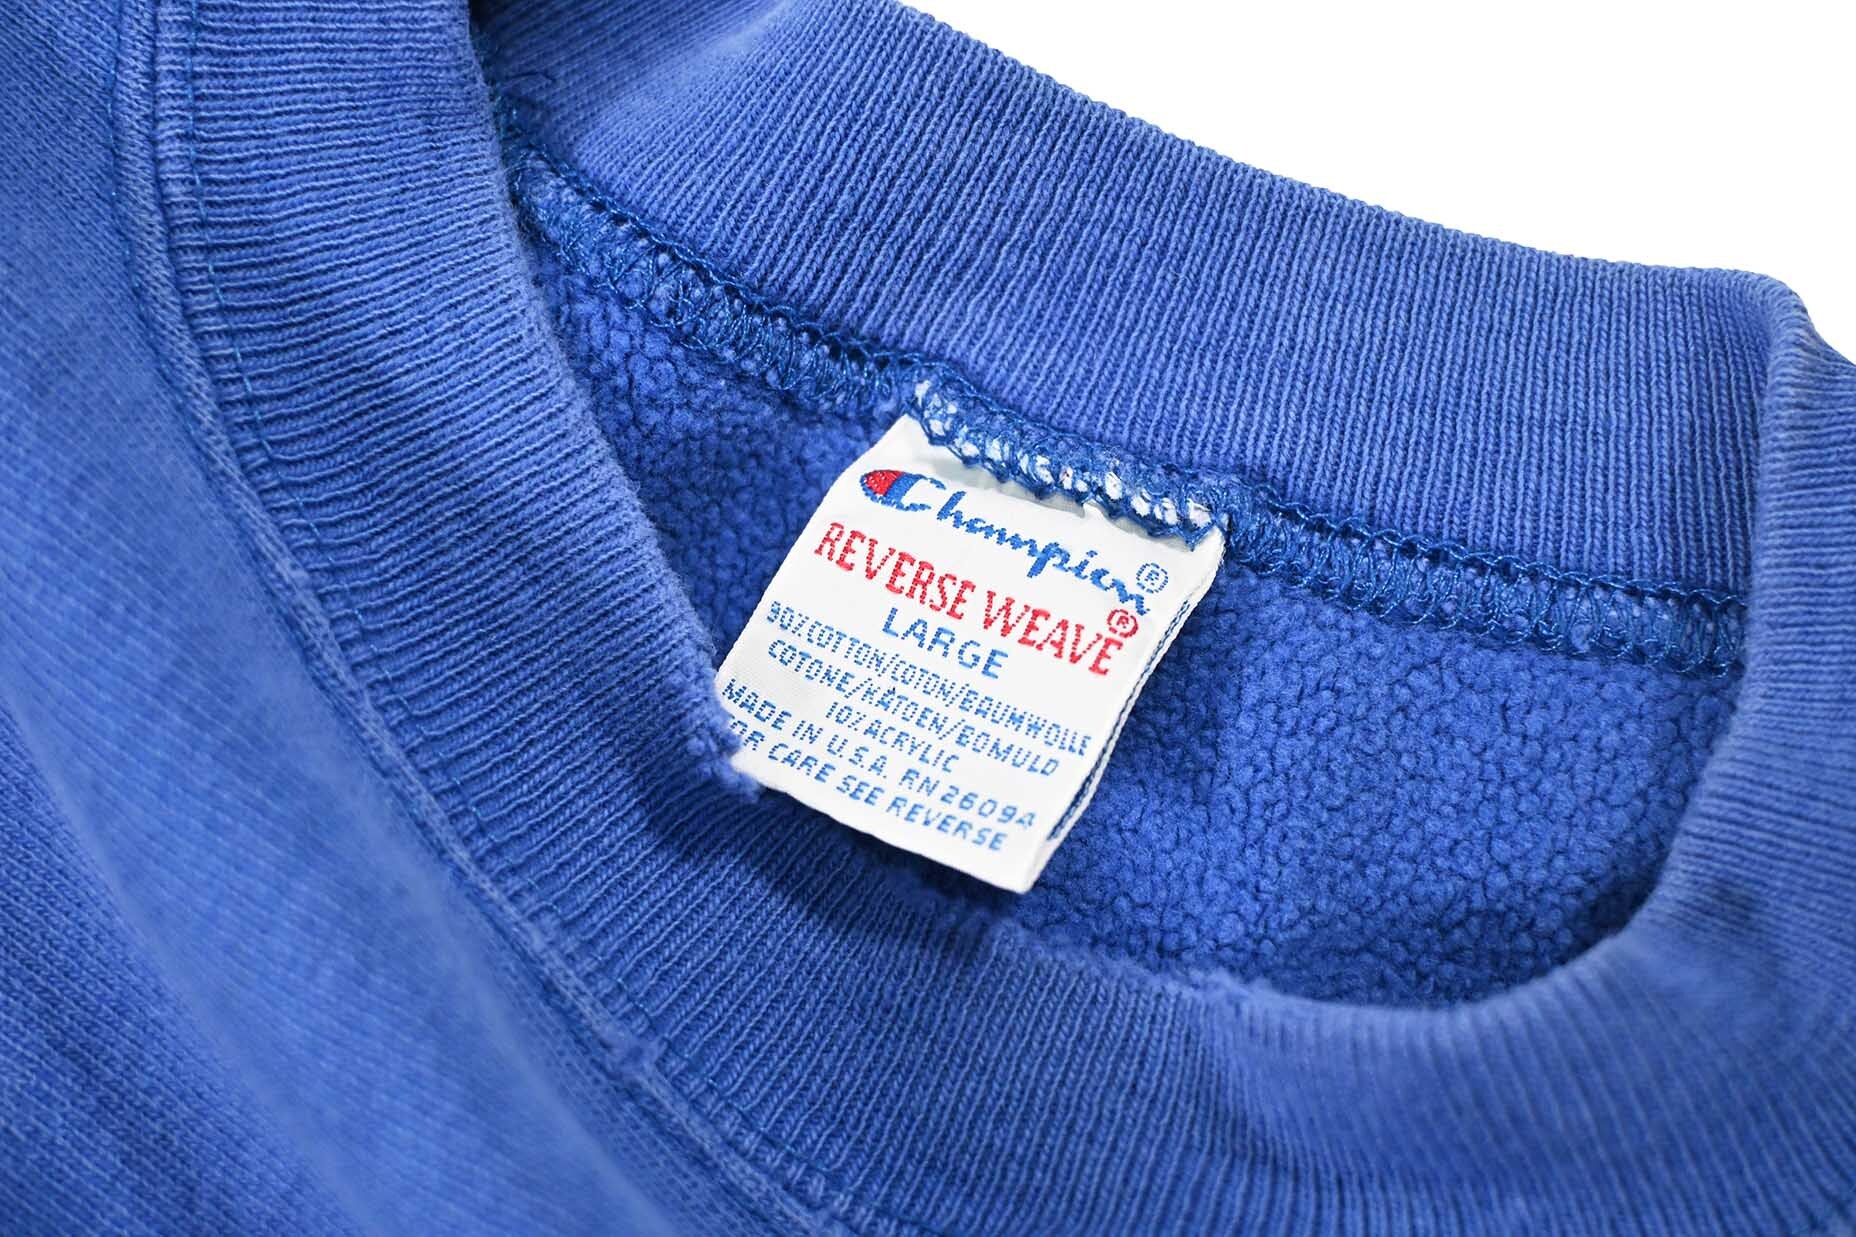 Champion®
REVERSE WEAVE®
LARGE
90% COTTON/COTON/BAUMWOLLE
COTONE/KATOEN/BOMULD
10% ACRYLIC
MADE IN U.S.A. RN 26094
FOR CARE SEE REVERSE